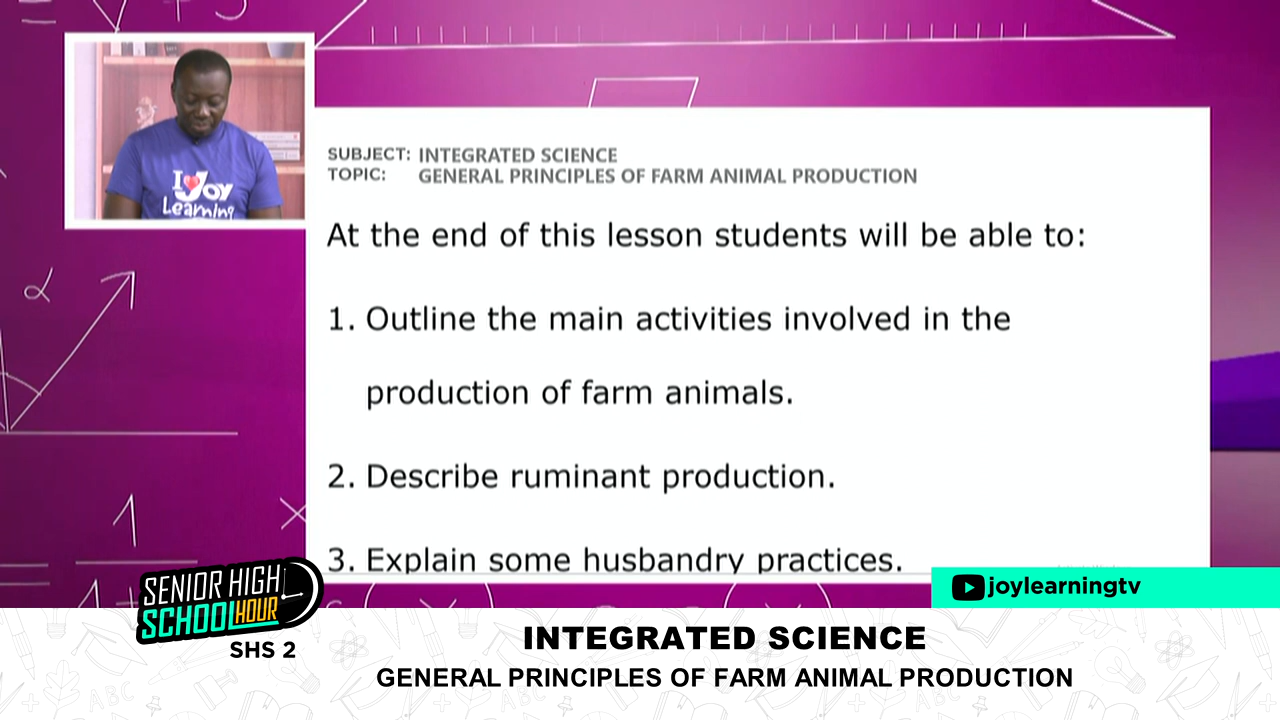 I ♥ Joy
Learning
SUBJECT: INTEGRATED SCIENCE
TOPIC: GENERAL PRINCIPLES OF FARM ANIMAL PRODUCTION
At the end of this lesson students will be able to:
1. Outline the main activities involved in the
production of farm animals.
2. Describe ruminant production.
3. Explain some husbandry practices.
α
1
SENIOR HIGH
SCHOOL HOUR
SHS 2
joylearningtv
INTEGRATED SCIENCE
GENERAL PRINCIPLES OF FARM ANIMAL PRODUCTION
ABC